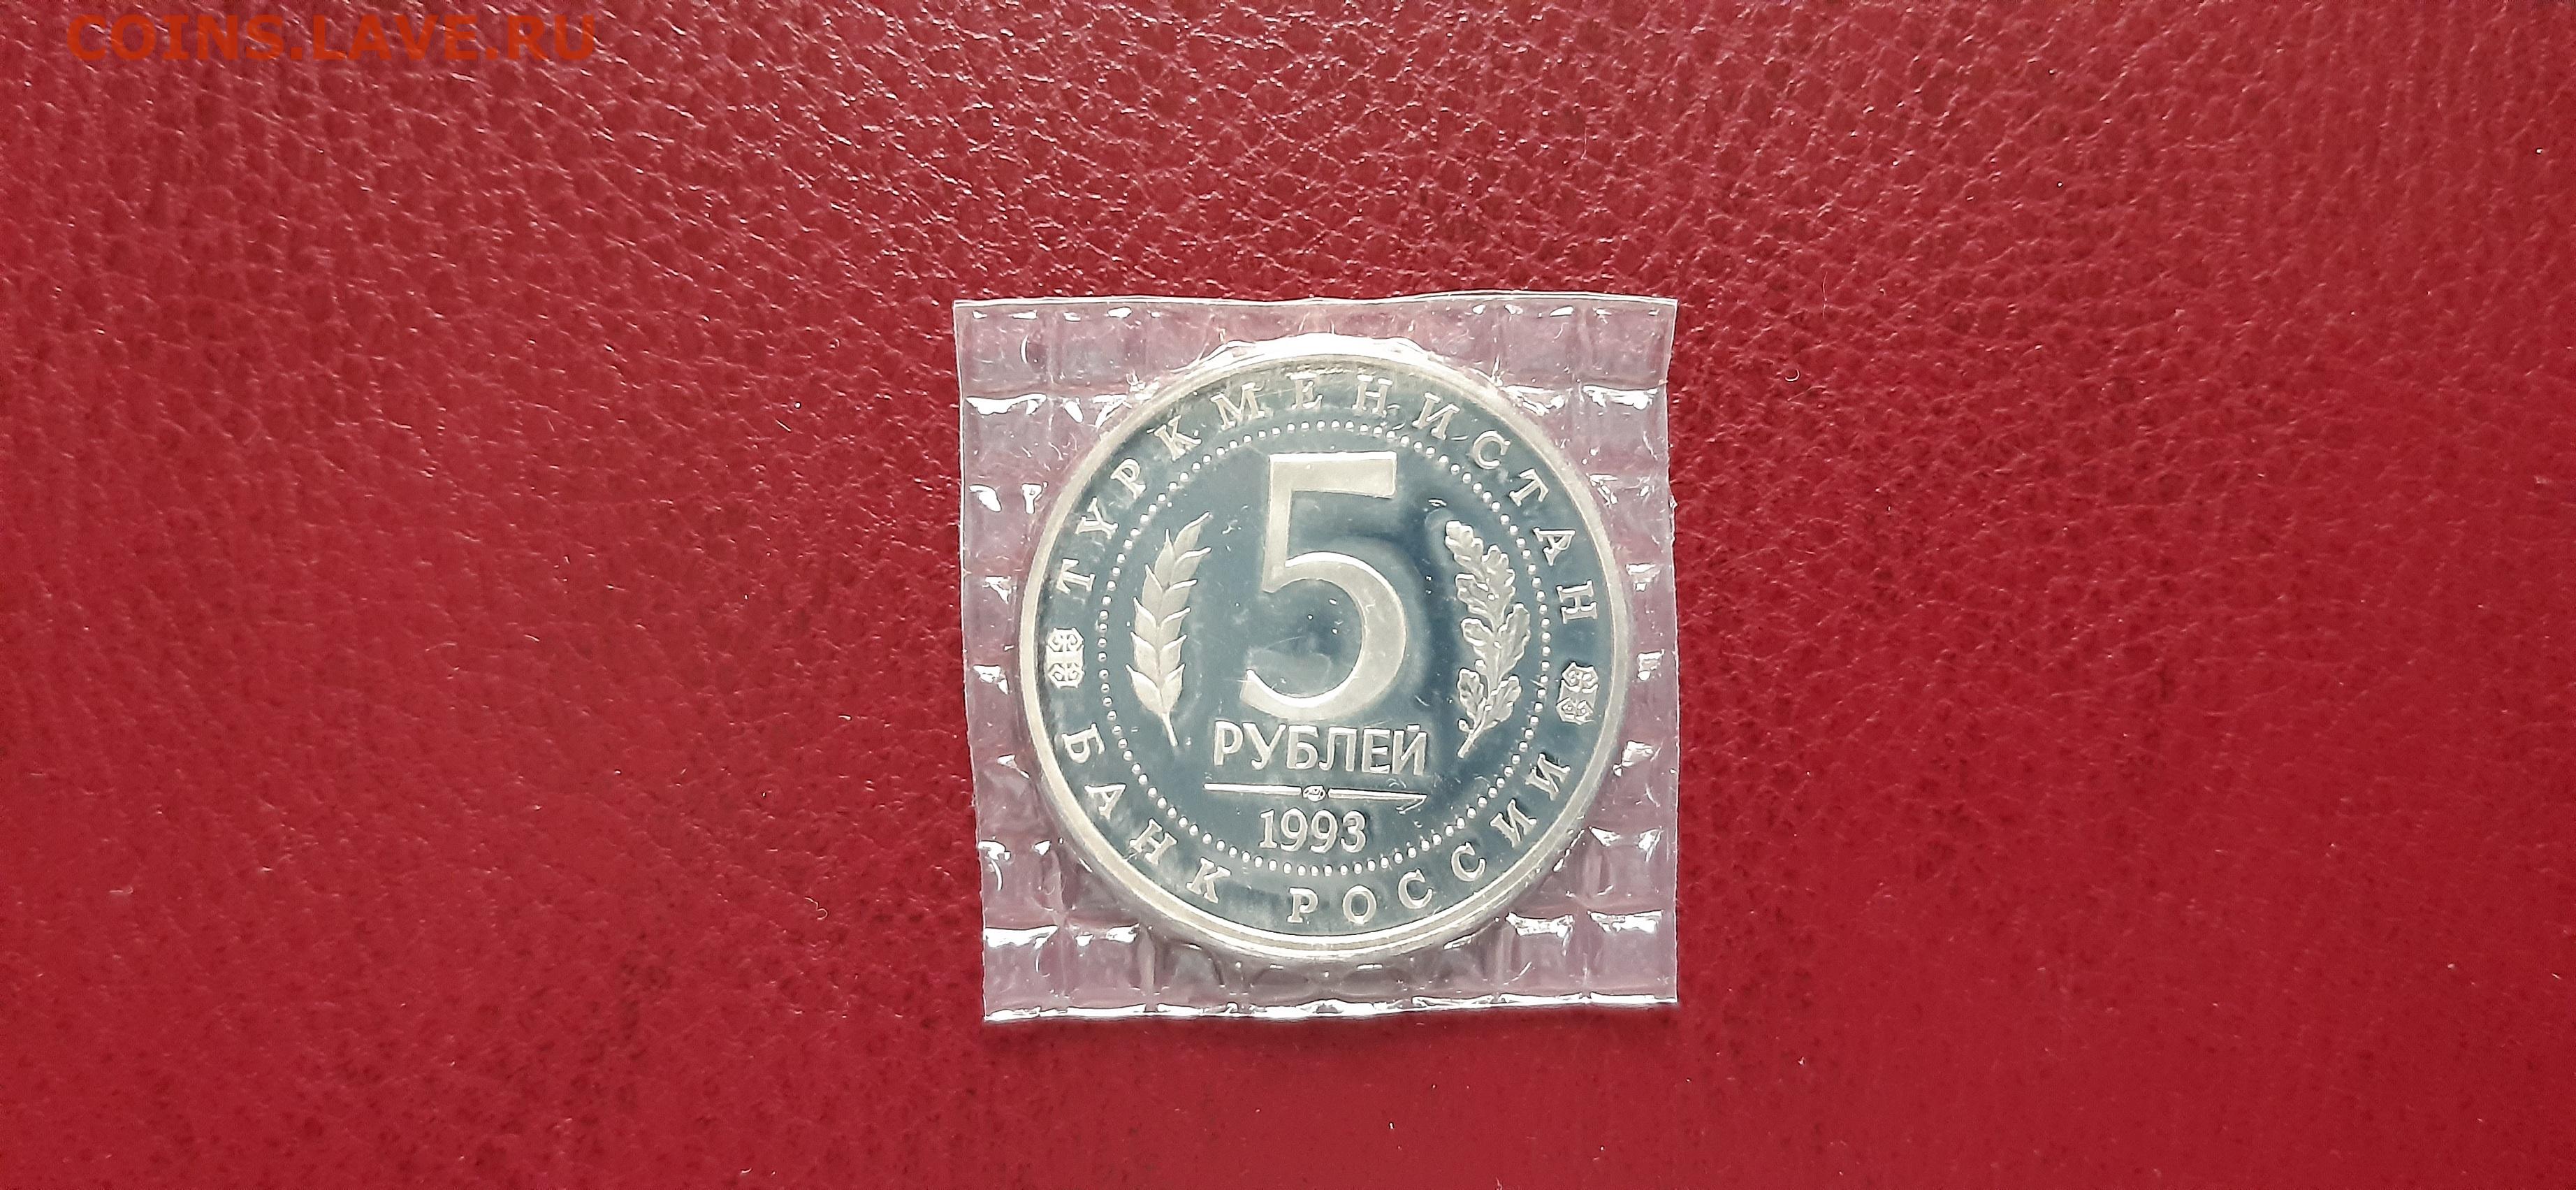 COINS.LAVE.RU
ТУРКМЕНИСТАН
5
РУБЛЕЙ
1993
БАНК РОССИИ